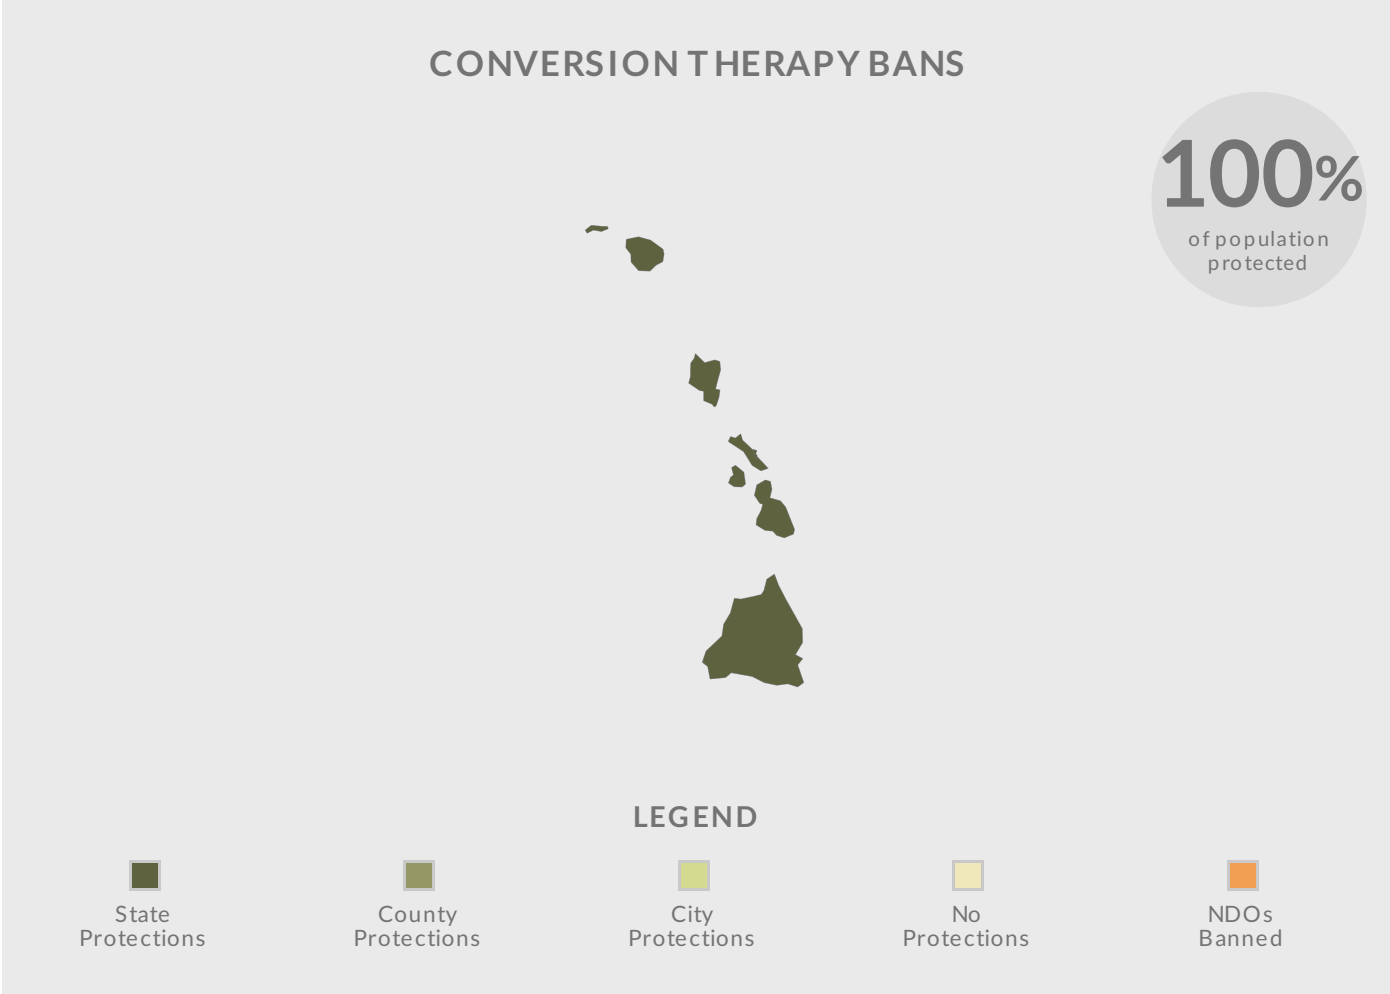 CONVERSION THERAPY BANS
100%
of population
protected
LEGEND
State
Protections
County
Protections
City
Protections
No
Protections
NDOs
Banned